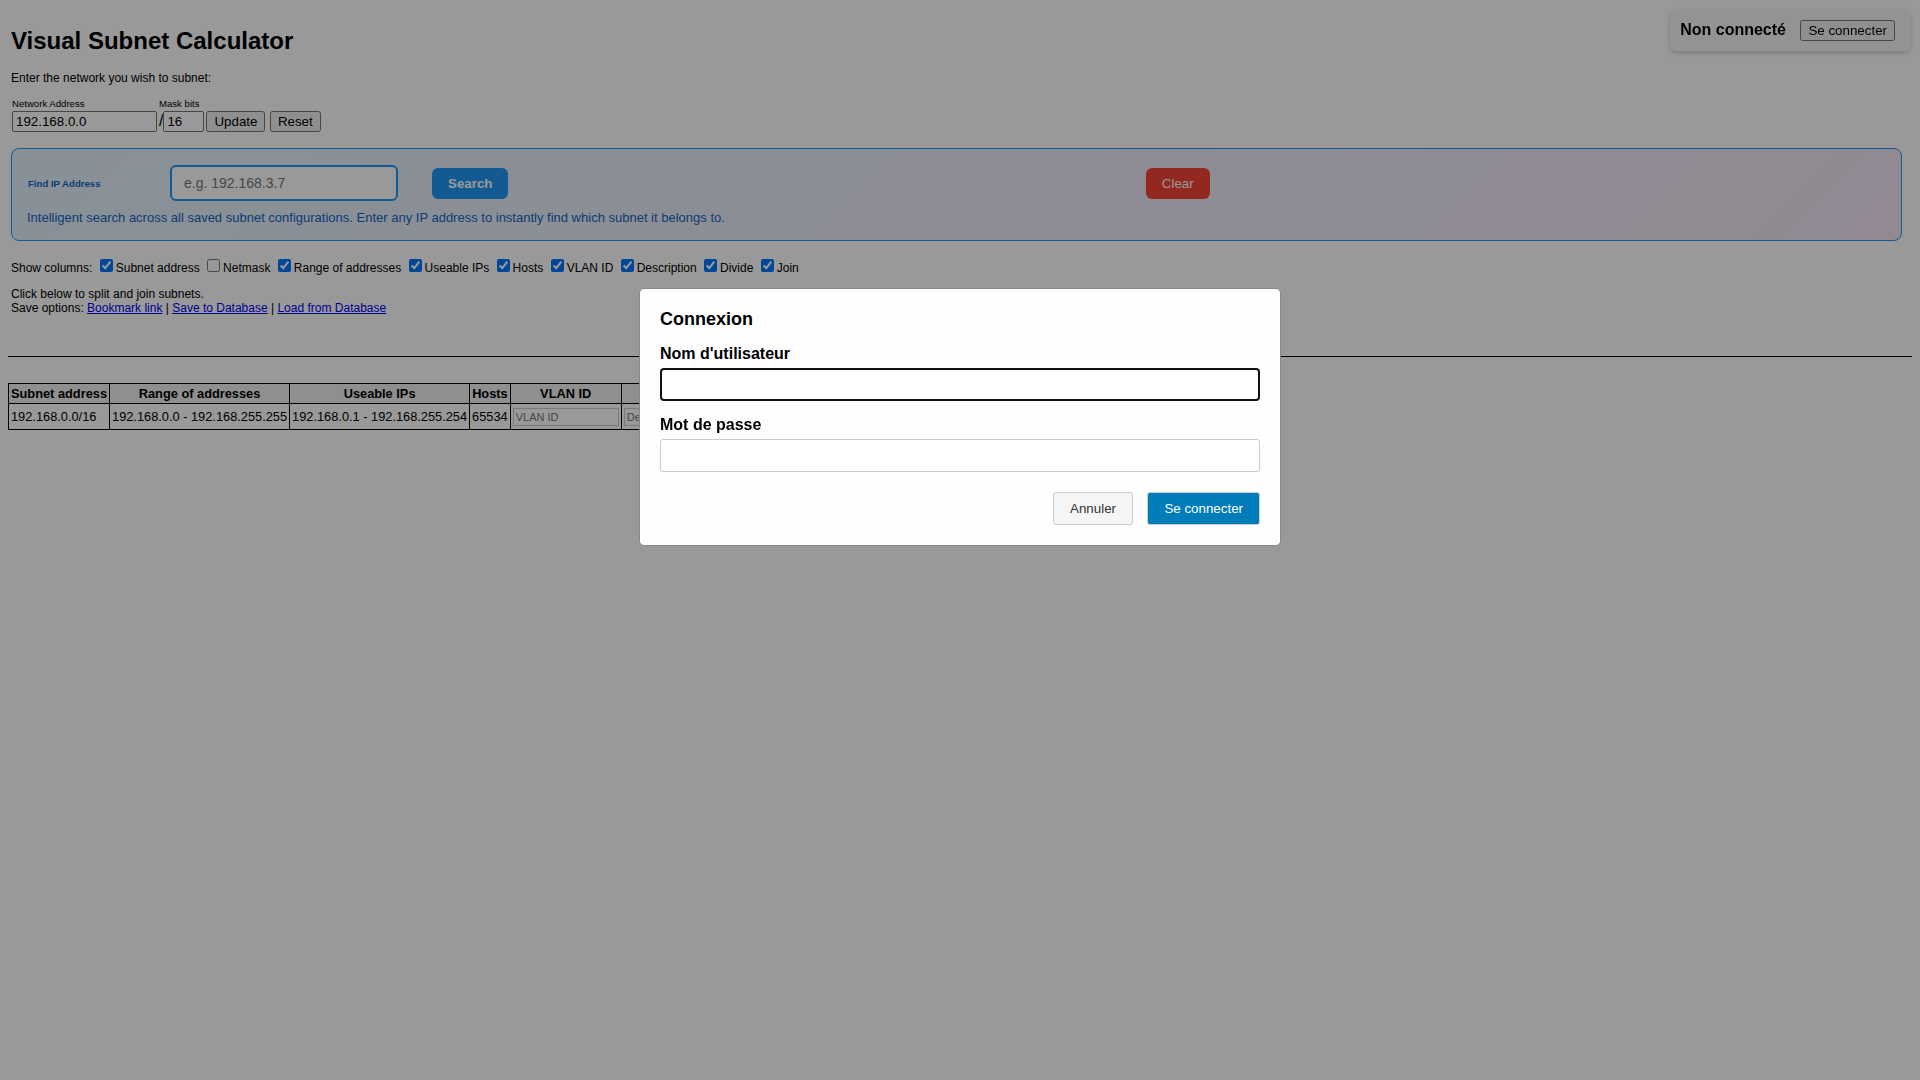 Visual Subnet Calculator
Non connecté Se connecter
Enter the network you wish to subnet:
Network Address Mask bits
192.168.0.0 / 16 Update Reset
Find IP Address e.g. 192.168.3.7 Search Clear
Intelligent search across all saved subnet configurations. Enter any IP address to instantly find which subnet it belongs to.
Show columns: Subnet address Netmask Range of addresses Useable IPs Hosts VLAN ID Description Divide Join
Click below to split and join subnets.
Save options: Bookmark link | Save to Database | Load from Database
Subnet address Range of addresses Useable IPs Hosts VLAN ID
192.168.0.0/16 192.168.0.0 - 192.168.255.255 192.168.0.1 - 192.168.255.254 65534 VLAN ID De
Connexion
Nom d'utilisateur
Mot de passe
Annuler Se connecter